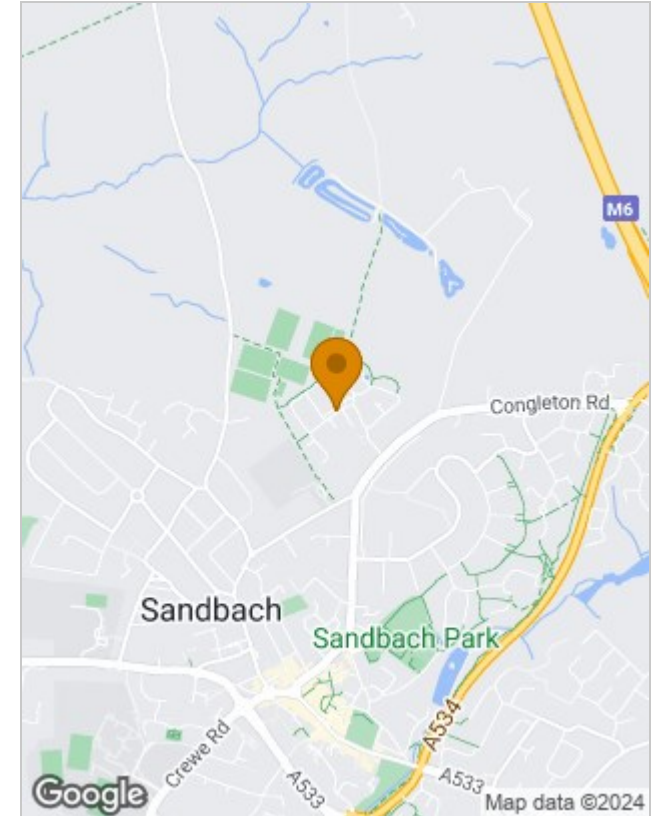 M6
Congleton Rd
Sandbach
Sandbach Park
A534
Crewe Rd
A533
A533
Google
Map data ©2024